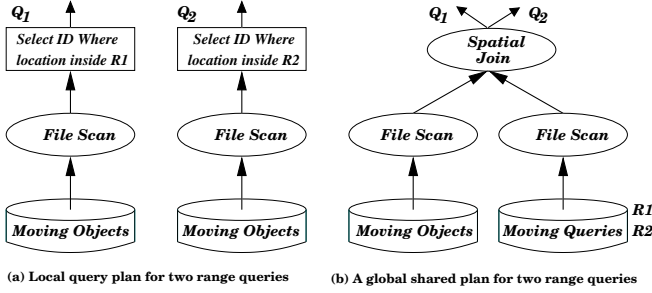 Q1
Select ID Where
location inside R1
File Scan
Moving Objects
Q2
Select ID Where
location inside R2
File Scan
Moving Objects
(a) Local query plan for two range queries
Q1
Q2
Spatial
Join
File Scan
File Scan
Moving Objects
Moving Queries
R1
R2
(b) A global shared plan for two range queries